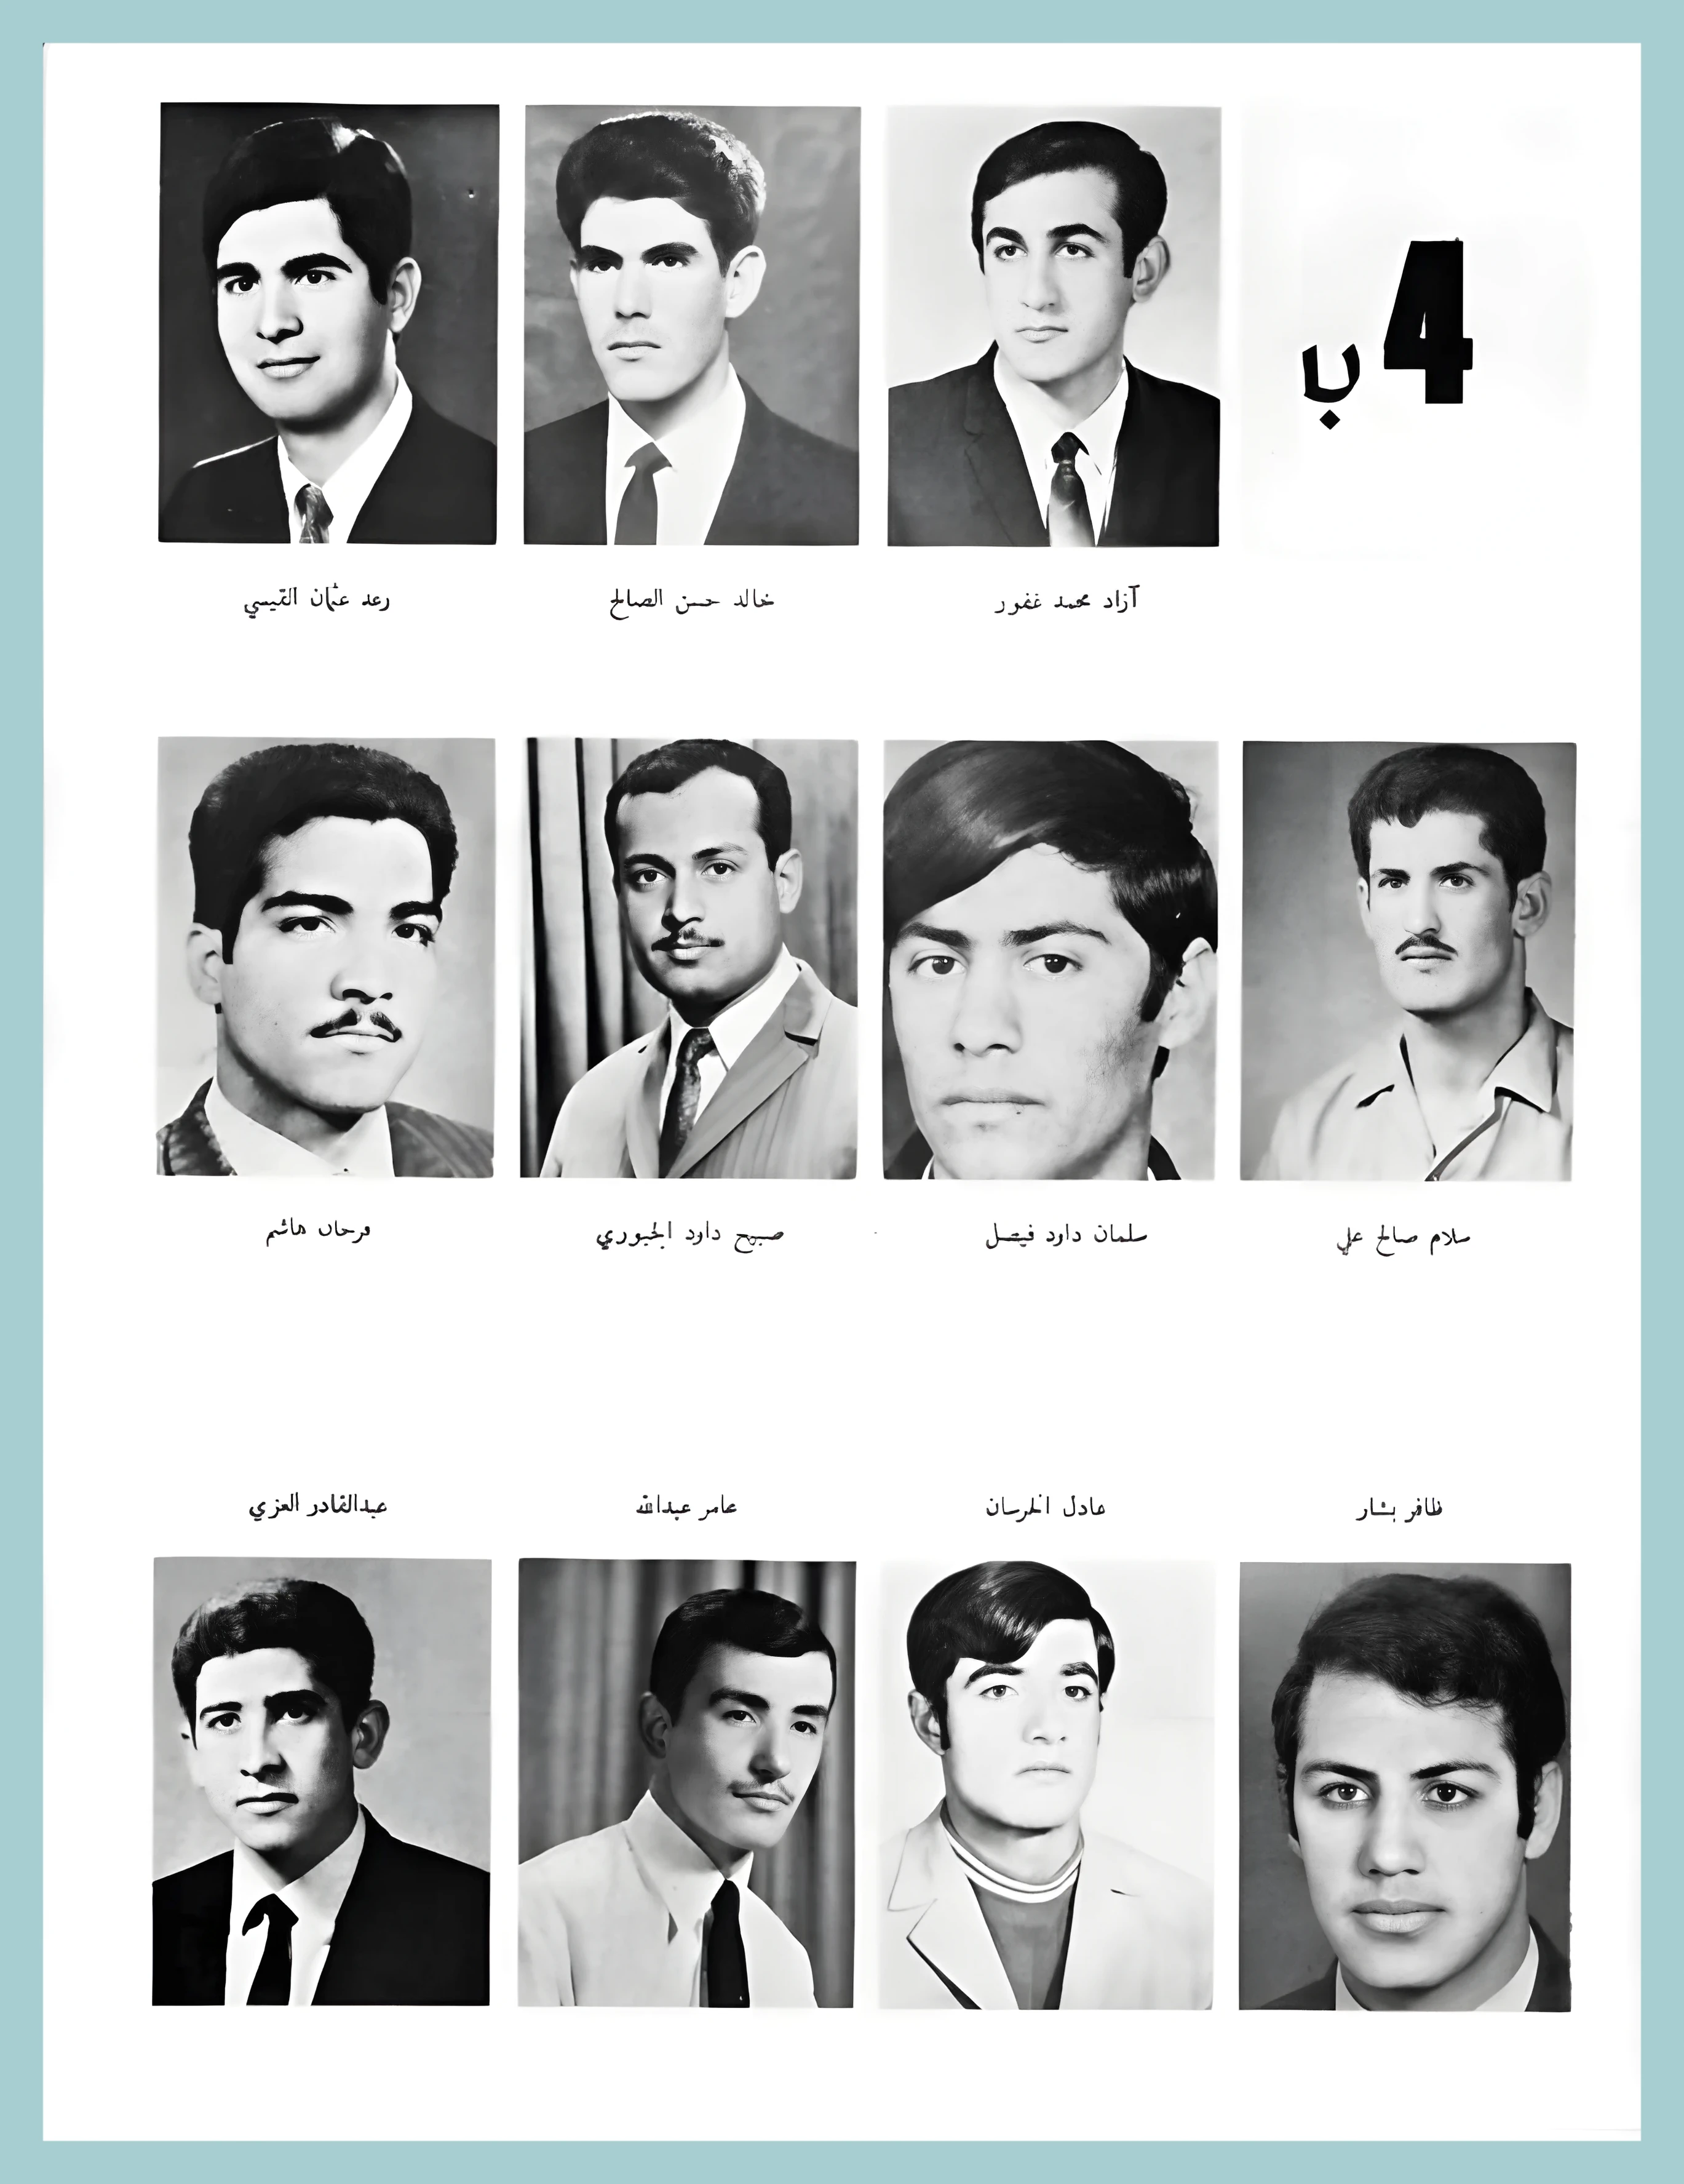 4 ب
آزاد محمد غفور
خالد حسن الصالح
رعد عثمان القيسي
سلام صالح علي
سلمان داود فيصل
صبيح داود الجبوري
فرحان هاشم
ظافر بشار
عادل الخرسان
عامر عبدالله
عبدالقادر العزي